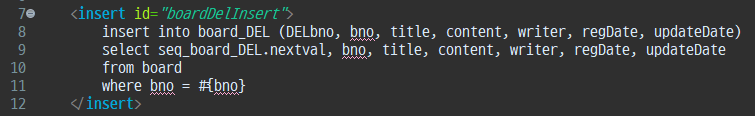 7 <insert id="boardDelInsert">
8 insert into board_DEL (DELbno, bno, title, content, writer, regDate, updateDate)
9 select seq_board_DEL.nextval, bno, title, content, writer, regDate, updateDate
10 from board
11 where bno = #{bno}
12 </insert>